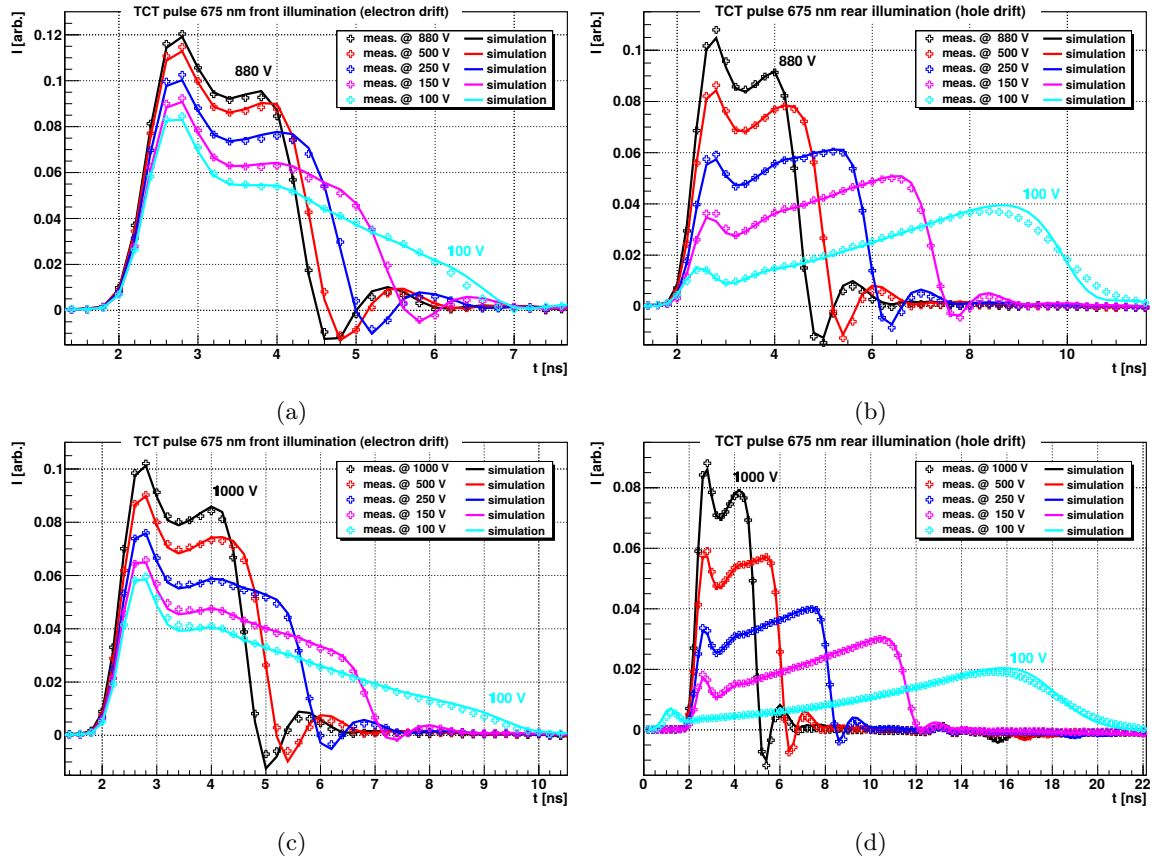 TCT pulse 675 nm front illumination (electron drift)
I [arb.]
meas. @ 880 V simulation
meas. @ 500 V simulation
meas. @ 250 V simulation
meas. @ 150 V simulation
meas. @ 100 V simulation
880 V
100 V
0.12
0.1
0.08
0.06
0.04
0.02
0
2 3 4 5 6 7
t [ns]
(a)
TCT pulse 675 nm rear illumination (hole drift)
I [arb.]
meas. @ 880 V simulation
meas. @ 500 V simulation
meas. @ 250 V simulation
meas. @ 150 V simulation
meas. @ 100 V simulation
880 V
100 V
0.1
0.08
0.06
0.04
0.02
0
2 4 6 8 10
t [ns]
(b)
TCT pulse 675 nm front illumination (electron drift)
I [arb.]
meas. @ 1000 V simulation
meas. @ 500 V simulation
meas. @ 250 V simulation
meas. @ 150 V simulation
meas. @ 100 V simulation
1000 V
100 V
0.1
0.08
0.06
0.04
0.02
0
2 3 4 5 6 7 8 9 10
t [ns]
(c)
TCT pulse 675 nm rear illumination (hole drift)
I [arb.]
meas. @ 1000 V simulation
meas. @ 500 V simulation
meas. @ 250 V simulation
meas. @ 150 V simulation
meas. @ 100 V simulation
1000 V
100 V
0.1
0.08
0.06
0.04
0.02
0
0 2 4 6 8 10 12 14 16 18 20 22
t [ns]
(d)